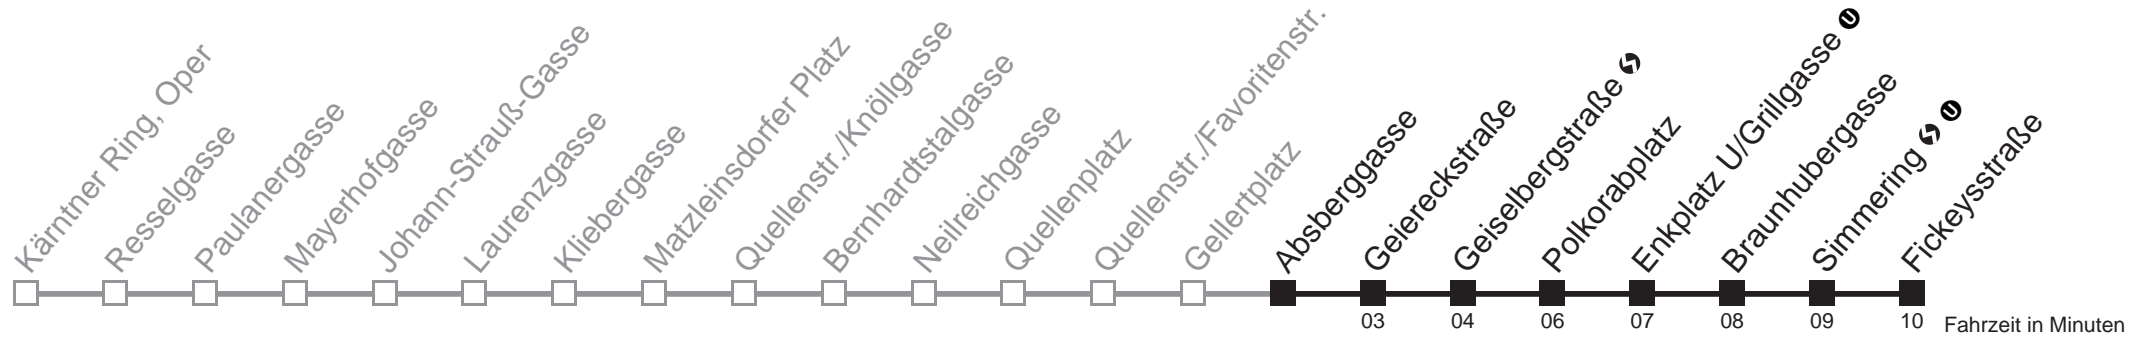 Kärntner Ring, Oper
Resselgasse
Paulanergasse
Mayerhofgasse
Johann-Strauß-Gasse
Laurenzgasse
Kliebergasse
Matzleinsdorfer Platz
Quellenstr./Knöllgasse
Bernhardtstalgasse
Neilreichgasse
Quellenplatz
Quellenstr./Favoritenstr.
Gellertplatz
Absberggasse
Geiereckstraße
Geiselbergstraße
Polkorabplatz
Enkplatz U/Grillgasse U
Braunhubergasse
Simmering U
Fickeysstraße
03 04 06 07 08 09 10 Fahrzeit in Minuten